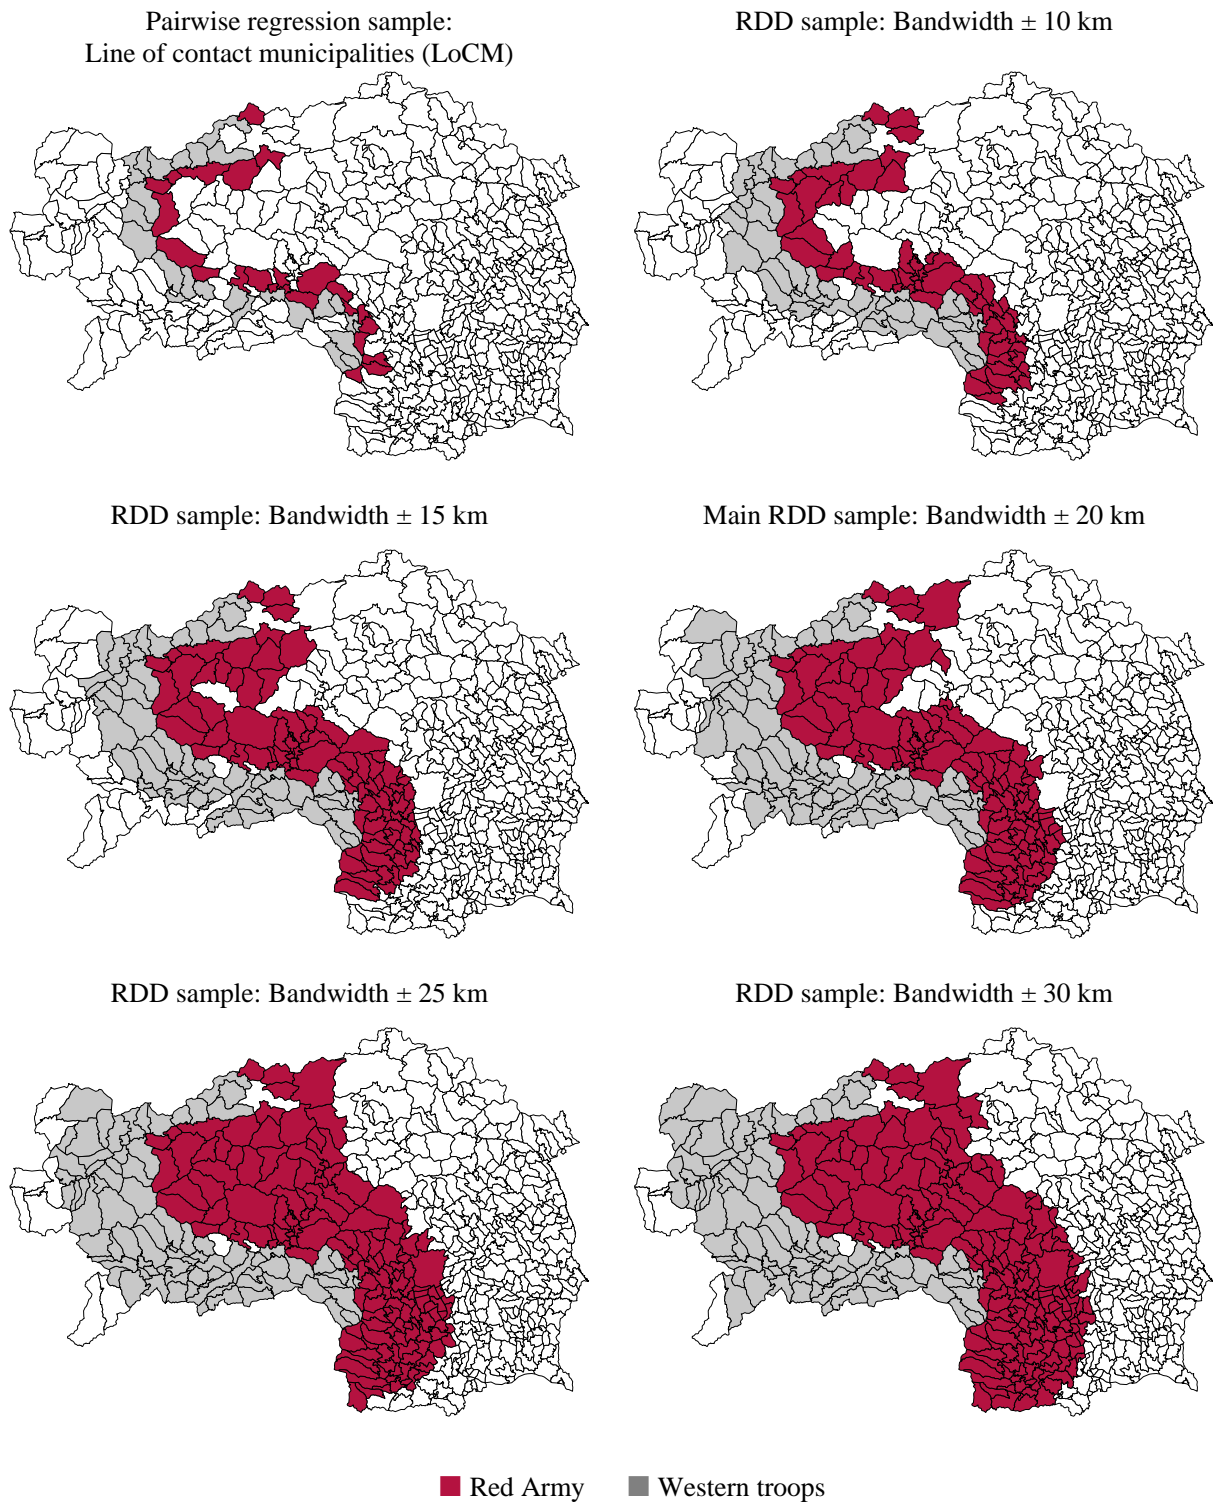 Pairwise regression sample:
Line of contact municipalities (LoCM)
RDD sample: Bandwidth ± 10 km
RDD sample: Bandwidth ± 15 km
Main RDD sample: Bandwidth ± 20 km
RDD sample: Bandwidth ± 25 km
RDD sample: Bandwidth ± 30 km
Red Army
Western troops